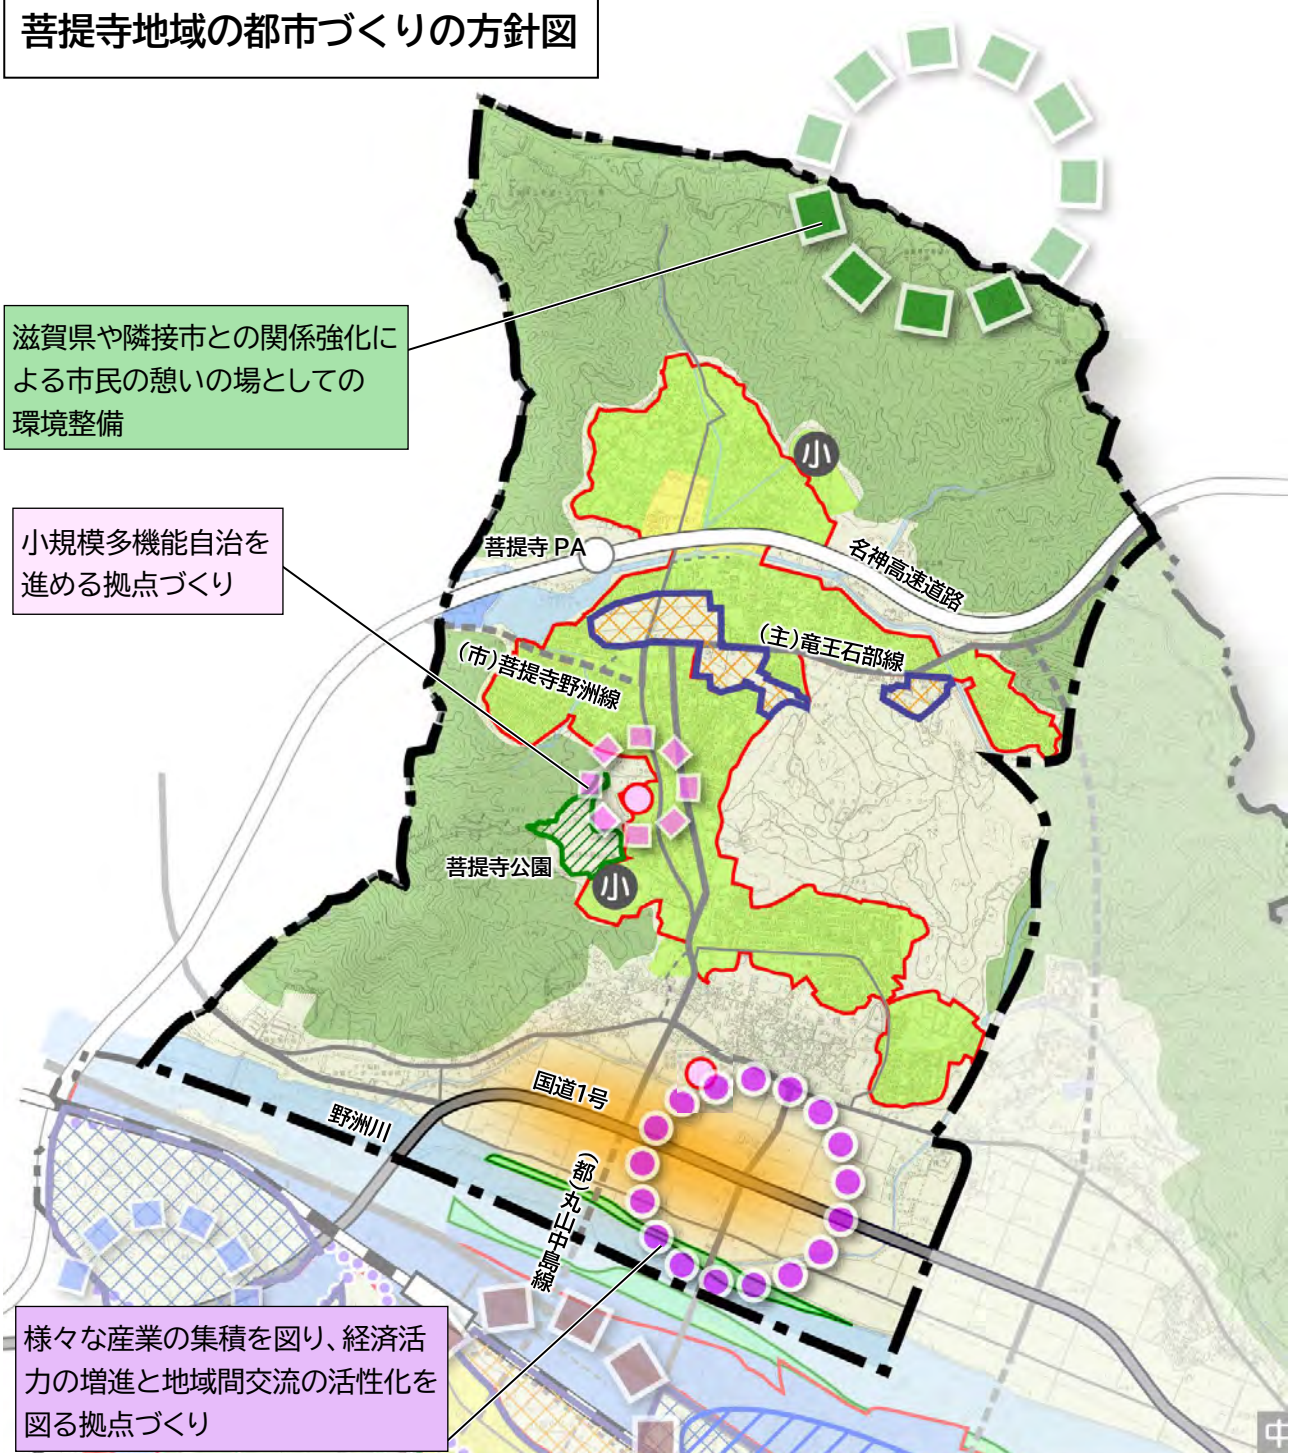 菩提寺地域の都市づくりの方針図
滋賀県や隣接市との関係強化に
よる市民の憩いの場としての
環境整備
小
小規模多機能自治を
進める拠点づくり
菩提寺 PA
名神高速道路
(主)竜王石部線
(市)菩提寺野洲線
菩提寺公園
小
国道1号
野洲川
(都)丸山中島線
様々な産業の集積を図り、経済活
力の増進と地域間交流の活性化を
図る拠点づくり
中